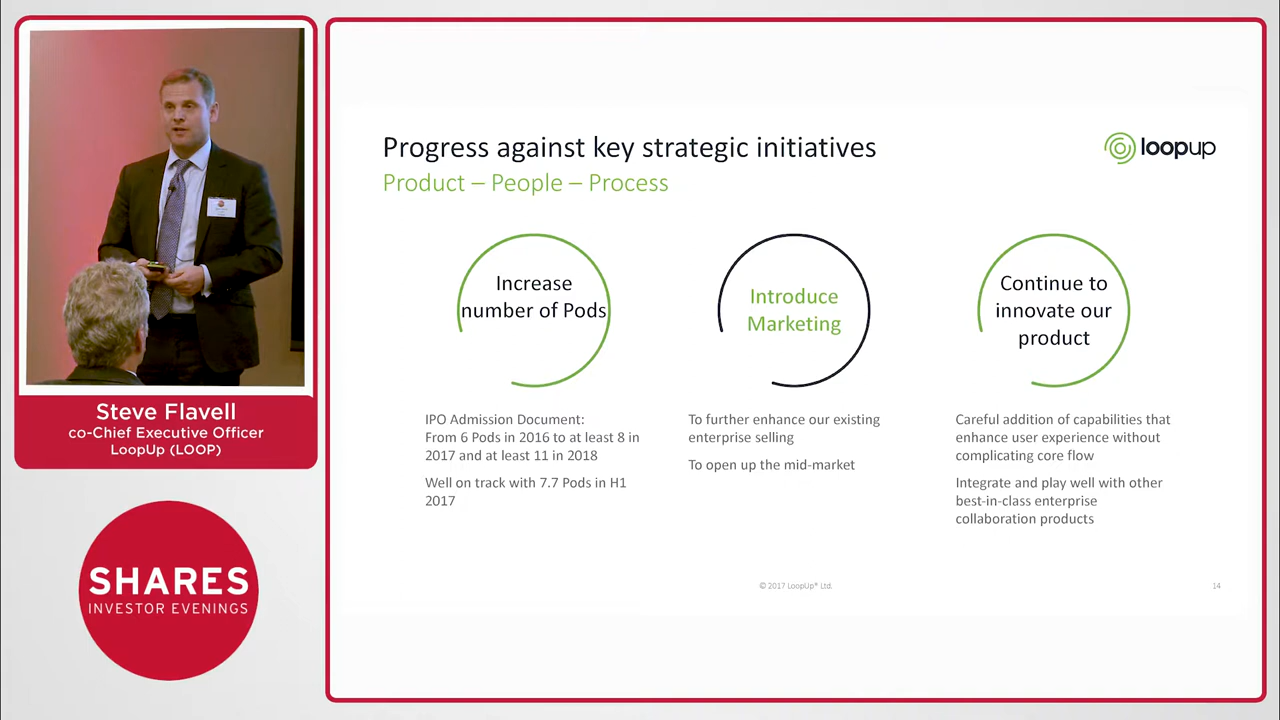 Steve Flavell
co-Chief Executive Officer
LoopUp (LOOP)
SHARES
INVESTOR EVENINGS
Progress against key strategic initiatives
Product – People – Process
loopup
Increase
number of Pods
IPO Admission Document:
From 6 Pods in 2016 to at least 8 in
2017 and at least 11 in 2018
Well on track with 7.7 Pods in H1
2017
Introduce
Marketing
To further enhance our existing
enterprise selling
To open up the mid-market
Continue to
innovate our
product
Careful addition of capabilities that
enhance user experience without
complicating core flow
Integrate and play well with other
best-in-class enterprise
collaboration products
© 2017 LoopUp® Ltd.
14